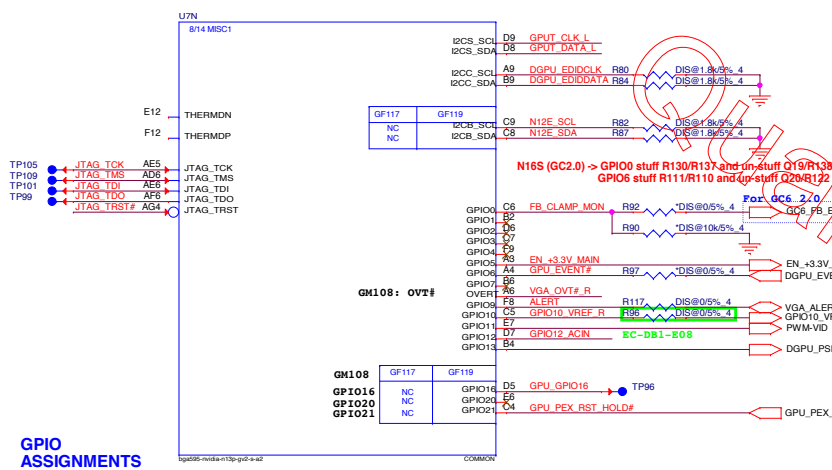 U7N
8/14 MISC1
I2CS_SCL D9 GPUT_CLK_L
I2CS_SDA D8 GPUT_DATA_L
I2CC_SCL A9 DGPU_EDIDCLK R80 DIS@1.8k/5%_4
I2CC_SDA B9 DGPU_EDIDDATA R84 DIS@1.8k/5%_4
E12 THERMDN
GF117 GF119
I2CB_SCL C9 N12E_SCL R82 DIS@1.8k/5%_4
NC
F12 THERMDP
NC
I2CB_SDA C8 N12E_SDA R87 DIS@1.8k/5%_4
TP105 JTAG_TCK AE5 JTAG_TCK
TP109 JTAG_TMS AD6 JTAG_TMS
TP101 JTAG_TDI AE6 JTAG_TDI
TP99 JTAG_TDO AF6 JTAG_TDO
JTAG_TRST# AG4 JTAG_TRST
N16S (GC2.0) -> GPIO0 stuff R130/R137 and un-stuff Q19/R138
GPIO6 stuff R111/R110 and un-stuff Q20/R122
For GC6 2.0
GPIO0 C6 FB_CLAMP_MON R92 *DIS@0/5%_4 GC6_FB_E
GPIO1 B2
GPIO2 D6 R90 *DIS@10k/5%_4
GPIO3 C7
GPIO4 F9
GPIO5 A3 EN_+3.3V_MAIN EN_+3.3V_
GPIO6 A4 GPU_EVENT# R97 *DIS@0/5%_4 DGPU_EVE
GPIO7 B6
GM108: OVT# OVERT A6 VGA_OVT#_R
GPIO9 F8 ALERT R117 DIS@0/5%_4 VGA_ALER
GPIO10 C5 GPIO10_VREF_R R96 DIS@0/5%_4 GPIO10_VR
GPIO11 E7 PWM-VID
GPIO12 D7 GPIO12_ACIN EC-DB1-E08
GPIO13 B4 DGPU_PSI
GM108 GF117 GF119
GPIO16 NC GPIO16 D5 GPU_GPIO16 TP96
GPIO20 NC GPIO20 E6
GPIO21 NC GPIO21 C4 GPU_PEX_RST_HOLD# GPU_PEX_
GPIO
ASSIGNMENTS
bga595-nvidia-n13p-gv2-s-a2 COMMON